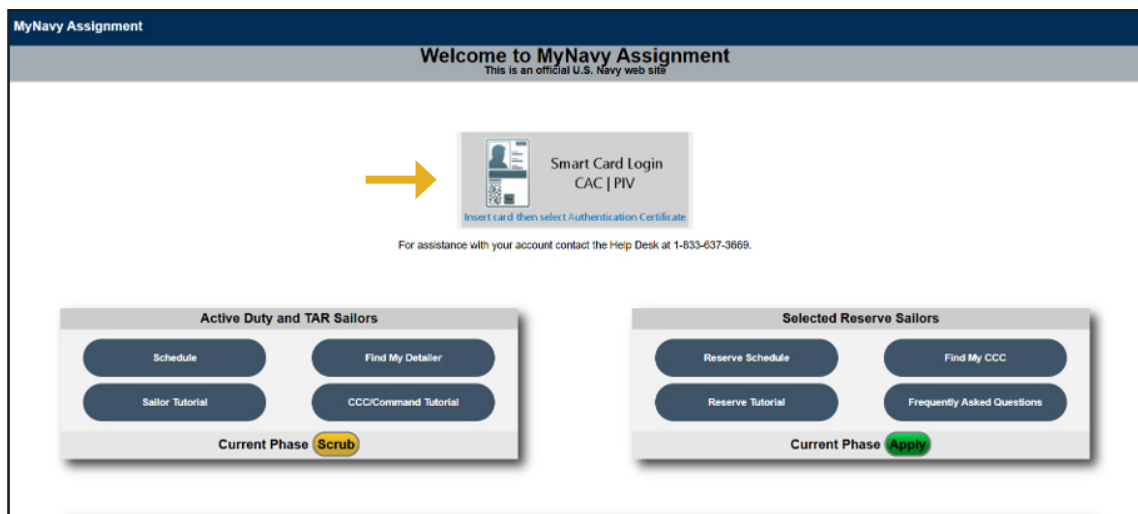 MyNavy Assignment
Welcome to MyNavy Assignment
This is an official U.S. Navy web site
Smart Card Login
CAC | PIV
Insert card then select Authentication Certificate
For assistance with your account contact the Help Desk at 1-833-637-3669.
Active Duty and TAR Sailors
Schedule
Find My Detailer
Sailor Tutorial
CCC/Command Tutorial
Current Phase Scrub
Selected Reserve Sailors
Reserve Schedule
Find My CCC
Reserve Tutorial
Frequently Asked Questions
Current Phase Apply